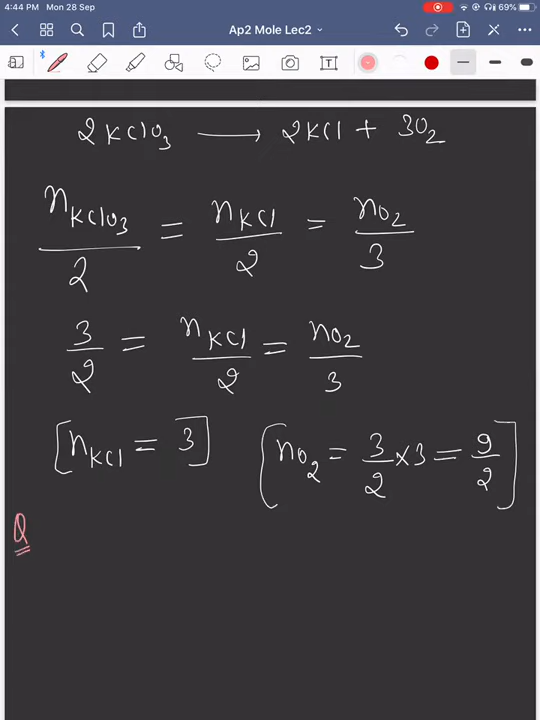 4:44 PM Mon 28 Sep 69%
Ap2 Mole Lec2
T
2KClO₃ → 2KCl + 3O₂
nKClO₃/2 = nKCl/2 = nO₂/3
3/2 = nKCl/2 = nO₂/3
[nKCl = 3] [nO₂ = 3/2 × 3 = 9/2]
Q